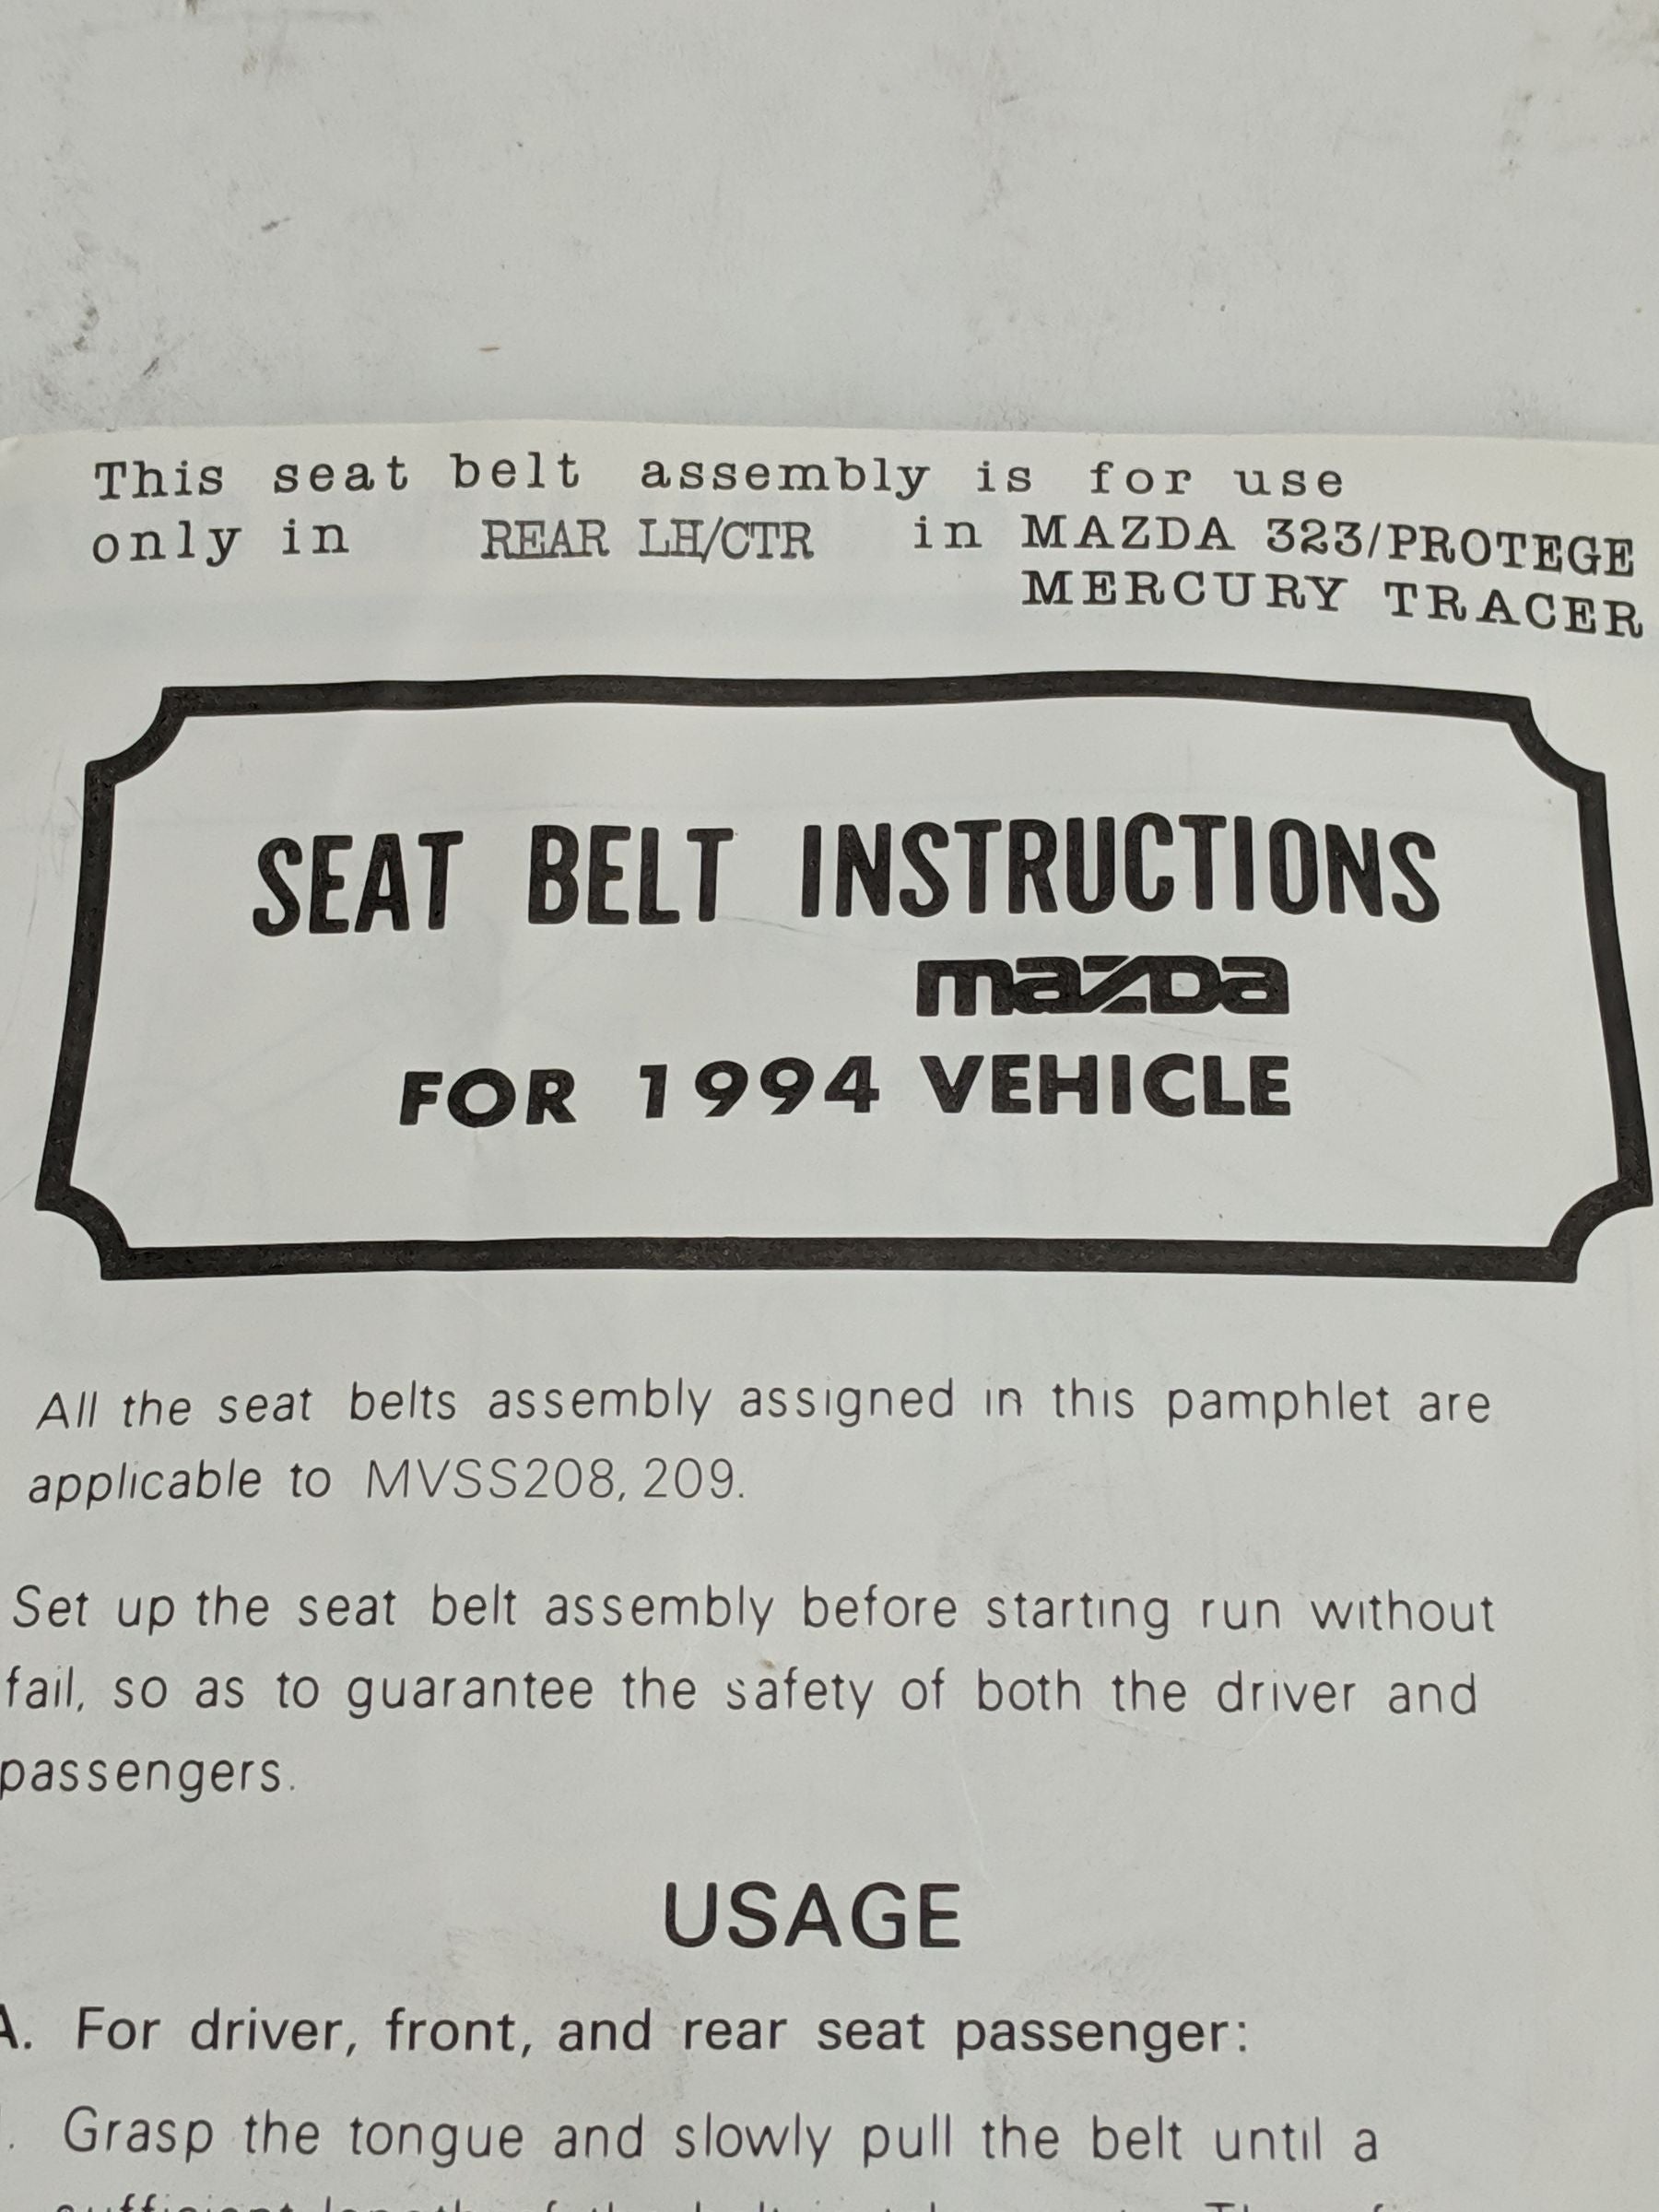 This seat belt assembly is for use
only in REAR LH/CTR in MAZDA 323/PROTEGE
MERCURY TRACER
SEAT BELT INSTRUCTIONS
mazda
FOR 1994 VEHICLE
All the seat belts assembly assigned in this pamphlet are
applicable to MVSS208, 209.
Set up the seat belt assembly before starting run without
fail, so as to guarantee the safety of both the driver and
passengers.
USAGE
A. For driver, front, and rear seat passenger:
. Grasp the tongue and slowly pull the belt until a